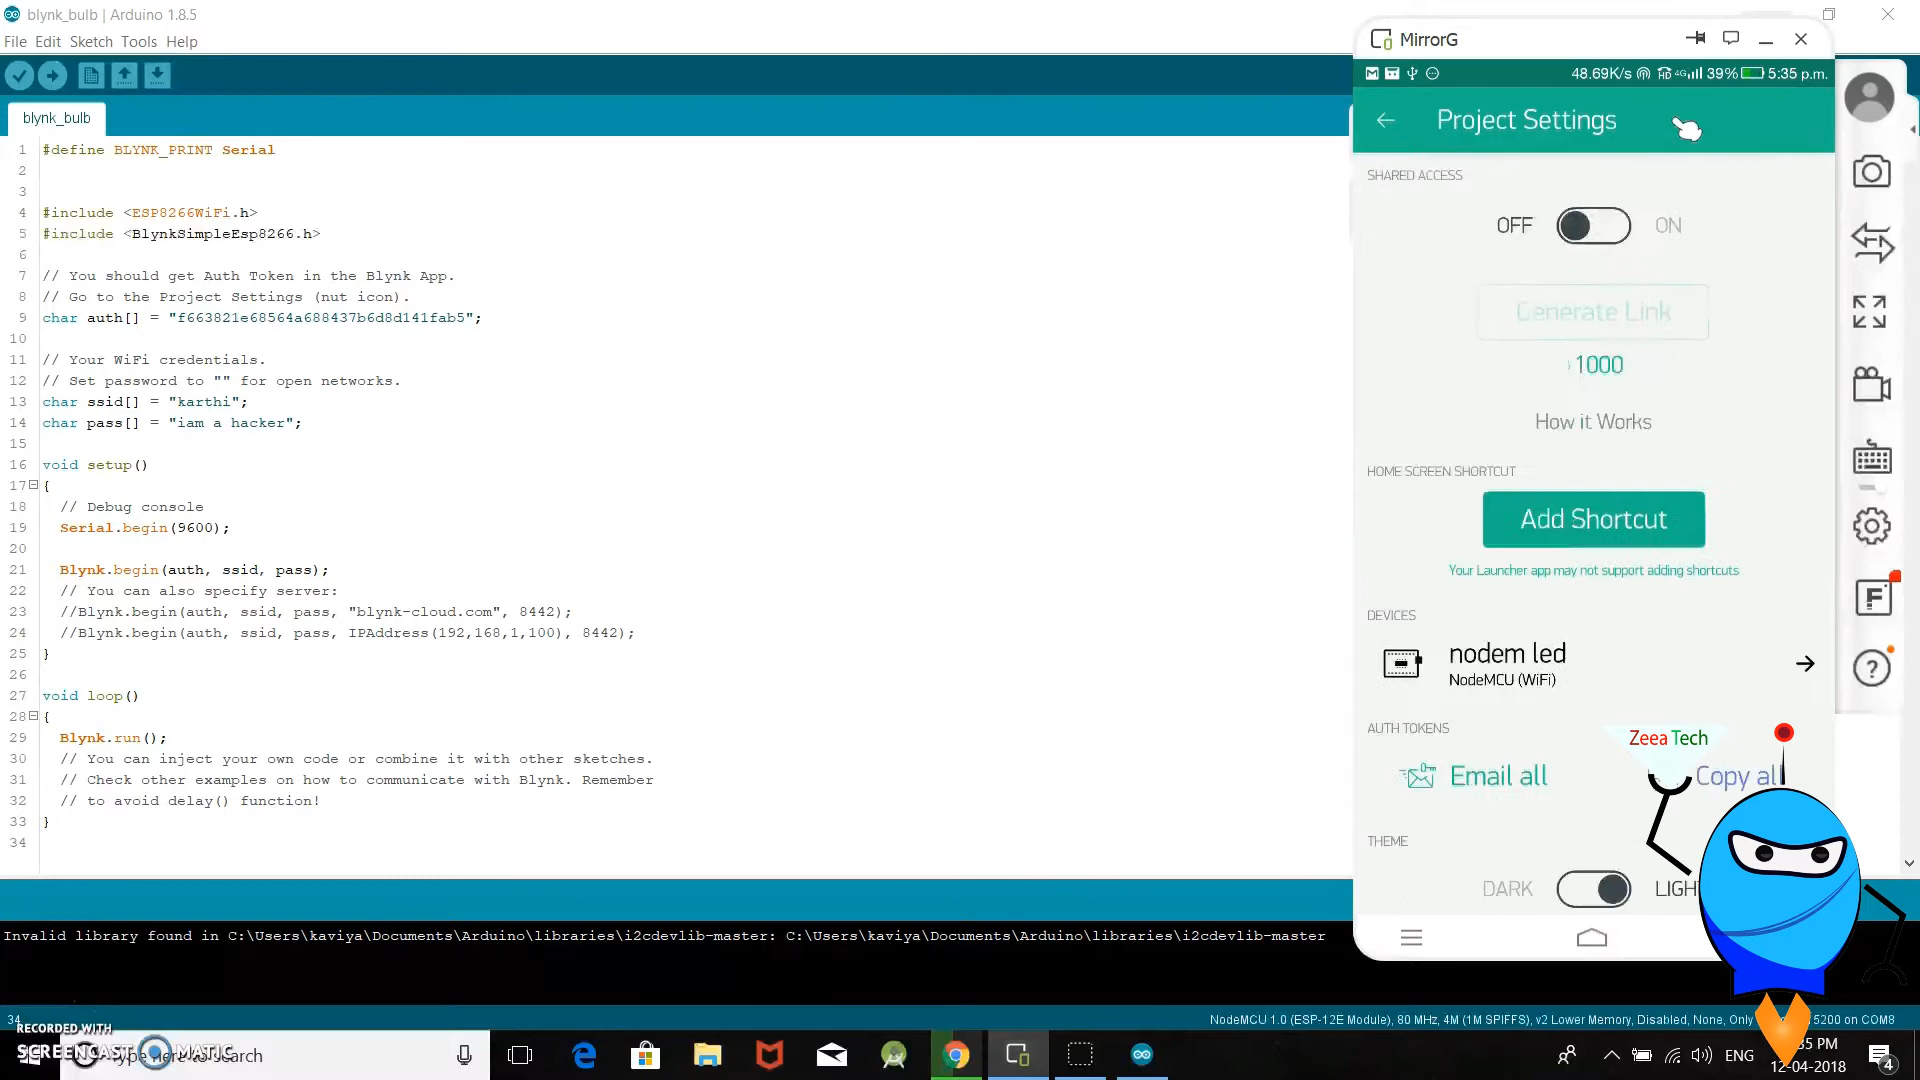 blynk_bulb | Arduino 1.8.5
File Edit Sketch Tools Help
blynk_bulb
1 #define BLYNK_PRINT Serial
2
3
4 #include <ESP8266WiFi.h>
5 #include <BlynkSimpleEsp8266.h>
6
7 // You should get Auth Token in the Blynk App.
8 // Go to the Project Settings (nut icon).
9 char auth[] = "f663821e68564a688437b6d8d141fab5";
10
11 // Your WiFi credentials.
12 // Set password to "" for open networks.
13 char ssid[] = "karthi";
14 char pass[] = "iam a hacker";
15
16 void setup()
17 {
18 // Debug console
19 Serial.begin(9600);
20
21 Blynk.begin(auth, ssid, pass);
22 // You can also specify server:
23 //Blynk.begin(auth, ssid, pass, "blynk-cloud.com", 8442);
24 //Blynk.begin(auth, ssid, pass, IPAddress(192,168,1,100), 8442);
25 }
26
27 void loop()
28 {
29 Blynk.run();
30 // You can inject your own code or combine it with other sketches.
31 // Check other examples on how to communicate with Blynk. Remember
32 // to avoid delay() function!
33 }
34
Invalid library found in C:\Users\kaviya\Documents\Arduino\libraries\i2cdevlib-master: C:\Users\kaviya\Documents\Arduino\libraries\i2cdevlib-master
34
NodeMCU 1.0 (ESP-12E Module), 80 MHz, 4M (1M SPIFFS), v2 Lower Memory, Disabled, None, Only 5200 on COM8
MirrorG
48.69K/s HD 4G 39% 5:35 p.m.
Project Settings
SHARED ACCESS
OFF ON
Generate Link
1000
How it Works
HOME SCREEN SHORTCUT
Add Shortcut
Your Launcher app may not support adding shortcuts
DEVICES
nodem led
NodeMCU (WiFi)
AUTH TOKENS
Zeea Tech
Email all Copy all
THEME
DARK LIGH
F
RECORDED WITH
SCREENCAST MATIC
Type here to search
ENG
35 PM
12-04-2018
4